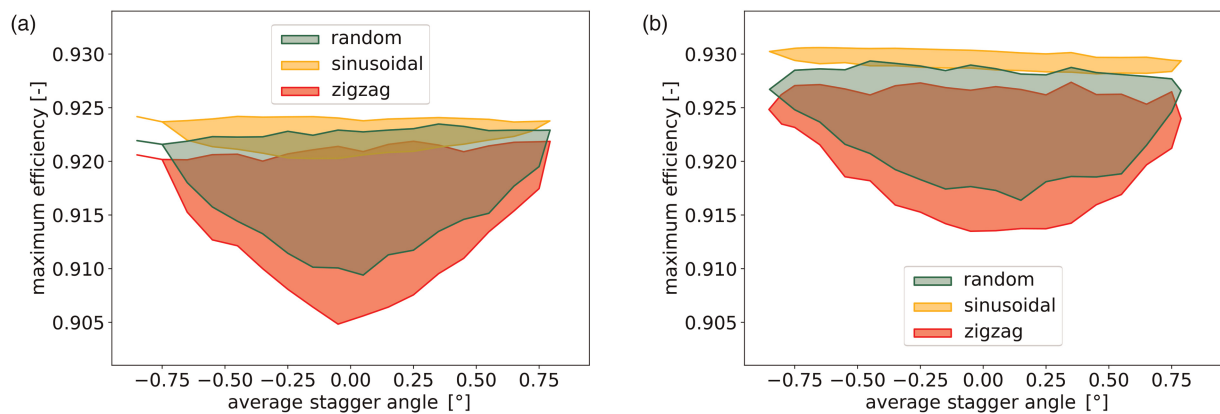 (a)
maximum efficiency [-]
0.930
0.925
0.920
0.915
0.910
0.905
random
sinusoidal
zigzag
−0.75 −0.50 −0.25 0.00 0.25 0.50 0.75
average stagger angle [°]
(b)
maximum efficiency [-]
0.930
0.925
0.920
0.915
0.910
0.905
random
sinusoidal
zigzag
−0.75 −0.50 −0.25 0.00 0.25 0.50 0.75
average stagger angle [°]